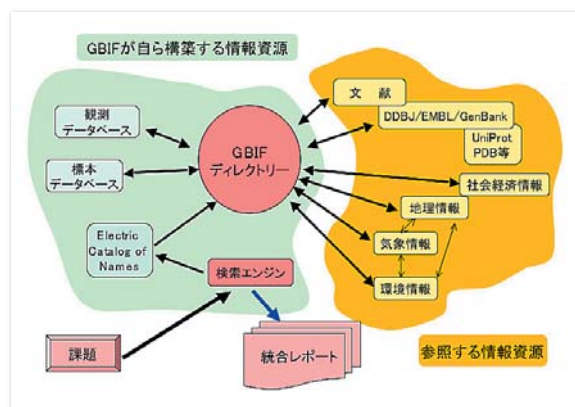 GBIFが自ら構築する情報資源
観測
データベース
標本
データベース
Electric
Catalog of
Names
GBIF
ディレクトリー
検索エンジン
課題
統合レポート
文 献
DDBJ/EMBL/GenBank
UniProt
PDB等
社会経済情報
地理情報
気象情報
環境情報
参照する情報資源